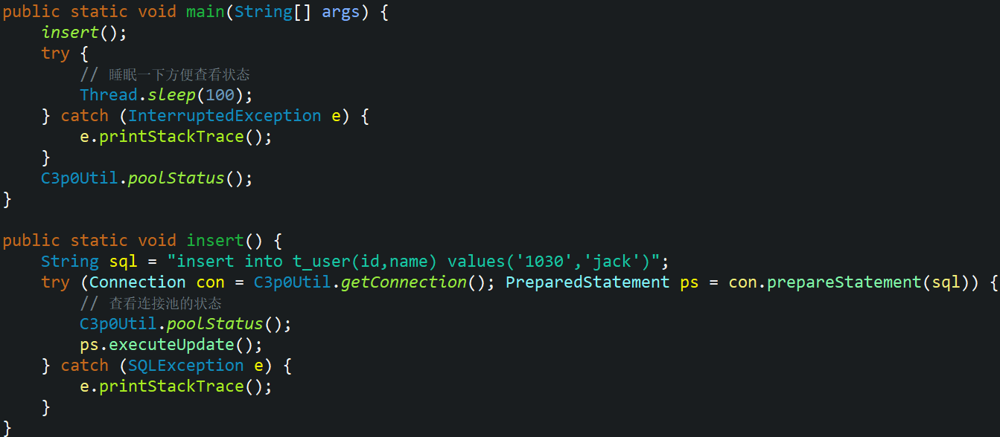 public static void main(String[] args) {
    insert();
    try {
        // 睡眠一下方便查看状态
        Thread.sleep(100);
    } catch (InterruptedException e) {
        e.printStackTrace();
    }
    C3p0Util.poolStatus();
}

public static void insert() {
    String sql = "insert into t_user(id,name) values('1030','jack')";
    try (Connection con = C3p0Util.getConnection(); PreparedStatement ps = con.prepareStatement(sql)) {
        // 查看连接池的状态
        C3p0Util.poolStatus();
        ps.executeUpdate();
    } catch (SQLException e) {
        e.printStackTrace();
    }
}